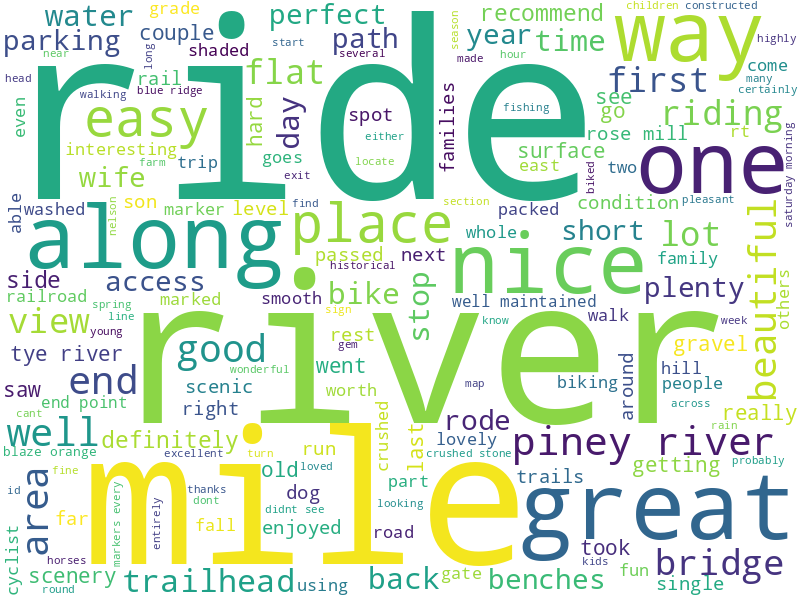 water
grade
couple
long
perfect
path
several
start
season
recommend
year
time
children
constructed
way
highly
parking
shaded
near
made
hour
come
many
certainly
head
rail
blue ridge
walking
ride
flat
first
see
go
riding
even
easy
hard
day
spot
either
families
fishing
rose mill
rt
interesting
farm
trip
goes
locate
surface
east
two
one
wife
exit
biked
saturday morning
able
washed
son
marker
level
find
place
section
packed
condition
pleasant
nelson
along
passed
next
whole
nice
short
lot
beautiful
others
side
access
historical
family
railroad
spring
line
marked
smooth
bike
stop
well maintained
plenty
young
sign
know
walk
week
view
tye river
good
gem
rest
river
gravel
saw
end
wonderful
went
map
biking
around
hill
people
cant
end point
scenic
worth
across
right
really
well
definitely
run
crushed
last
rode
rain
blaze orange
excellent
turn
lovely
crushed stone
piney river
area
fine
mile
old
loved
part
trails
getting
probably
id
thanks
dog
looking
great
far
dont
didnt see
markers every
entirely
fall
enjoyed
road
cyclist
horses
took
kids
bridge
scenery
round
trailhead
using
back
gate
benches
fun
single